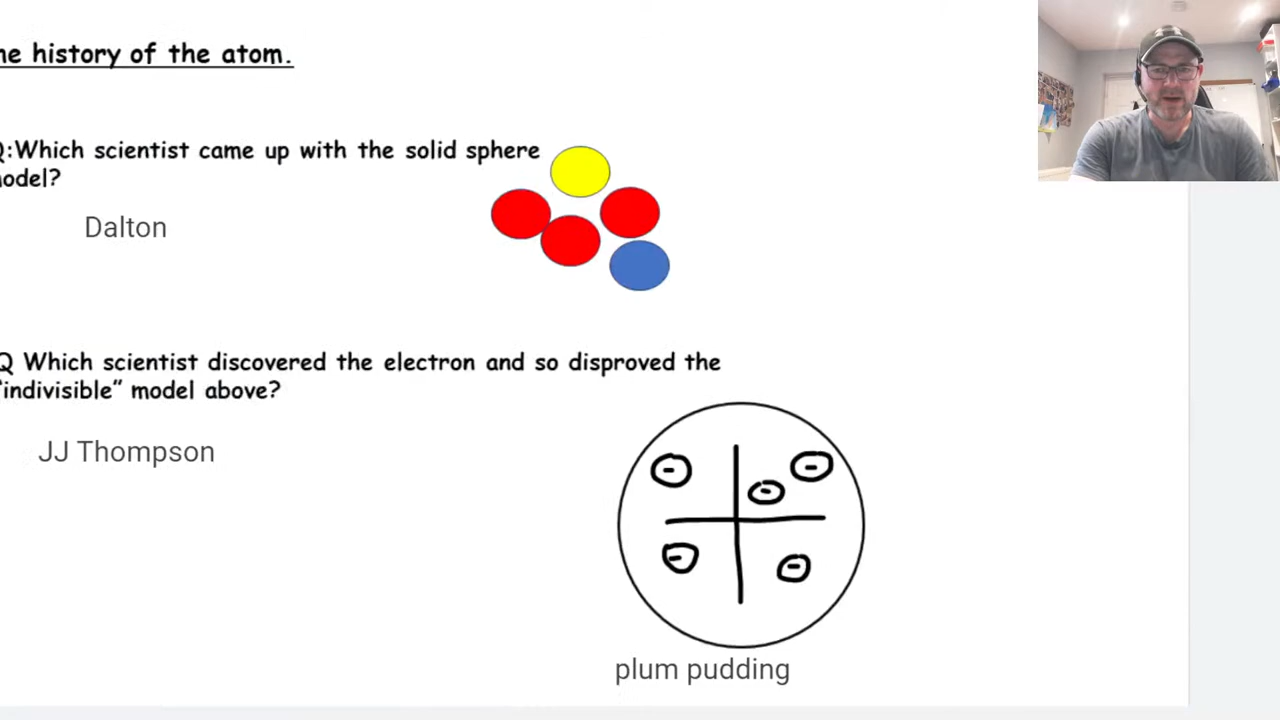 he history of the atom.
Q:Which scientist came up with the solid sphere
odel?
Dalton
Q Which scientist discovered the electron and so disproved the
"indivisible” model above?
JJ Thompson
- - - - -
plum pudding